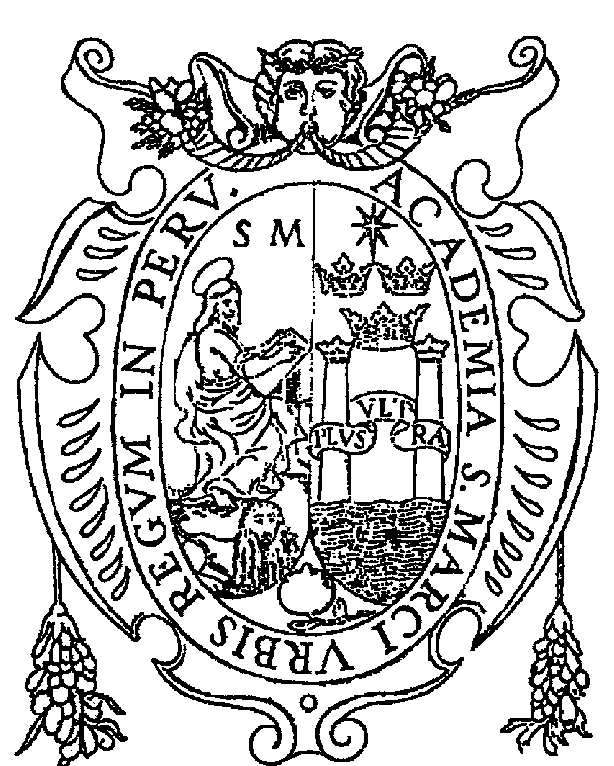 ACADEMIA S. MARCI VRBIS REGVM IN PERV.
S M
PLVS VLT RA